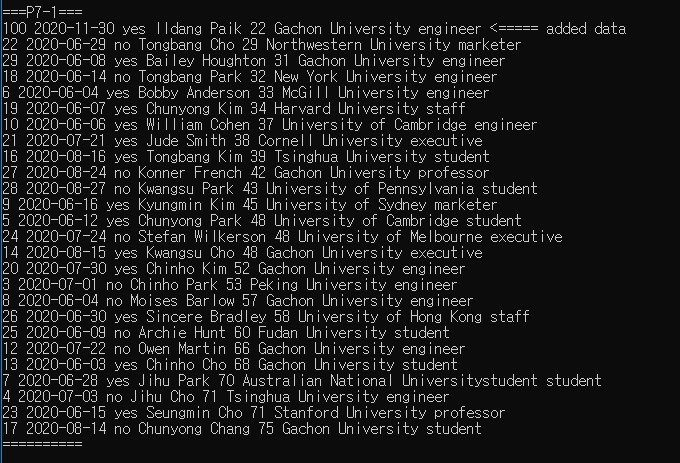 ===P7-1===
100 2020-11-30 yes Ildang Paik 22 Gachon University engineer <===== added data
22 2020-06-29 no Tongbang Cho 29 Northwestern University marketer
29 2020-06-08 yes Bailey Houghton 31 Gachon University engineer
18 2020-06-14 no Tongbang Park 32 New York University engineer
6 2020-06-04 yes Bobby Anderson 33 McGill University engineer
19 2020-06-07 yes Chunyong Kim 34 Harvard University staff
10 2020-06-06 yes William Cohen 37 University of Cambridge engineer
21 2020-07-21 yes Jude Smith 38 Cornell University executive
16 2020-08-16 yes Tongbang Kim 39 Tsinghua University student
27 2020-08-24 no Konner French 42 Gachon University professor
28 2020-08-27 no Kwangsu Park 43 University of Pennsylvania student
9 2020-06-16 yes Kyungmin Kim 45 University of Sydney marketer
5 2020-06-12 yes Chunyong Park 48 University of Cambridge student
24 2020-07-24 no Stefan Wilkerson 48 University of Melbourne executive
14 2020-08-15 yes Kwangsu Cho 48 Gachon University executive
20 2020-07-30 yes Chinho Kim 52 Gachon University engineer
3 2020-07-01 no Chinho Park 53 Peking University engineer
8 2020-06-04 no Moises Barlow 57 Gachon University engineer
26 2020-06-30 yes Sincere Bradley 58 University of Hong Kong staff
25 2020-06-09 no Archie Hunt 60 Fudan University student
12 2020-07-22 no Owen Martin 66 Gachon University engineer
13 2020-06-03 yes Chinho Cho 68 Gachon University student
7 2020-06-28 yes Jihu Park 70 Australian National Universitystudent student
4 2020-07-03 no Jihu Cho 71 Tsinghua University engineer
23 2020-06-15 yes Seungmin Cho 71 Stanford University professor
17 2020-08-14 no Chunyong Chang 75 Gachon University student
==========